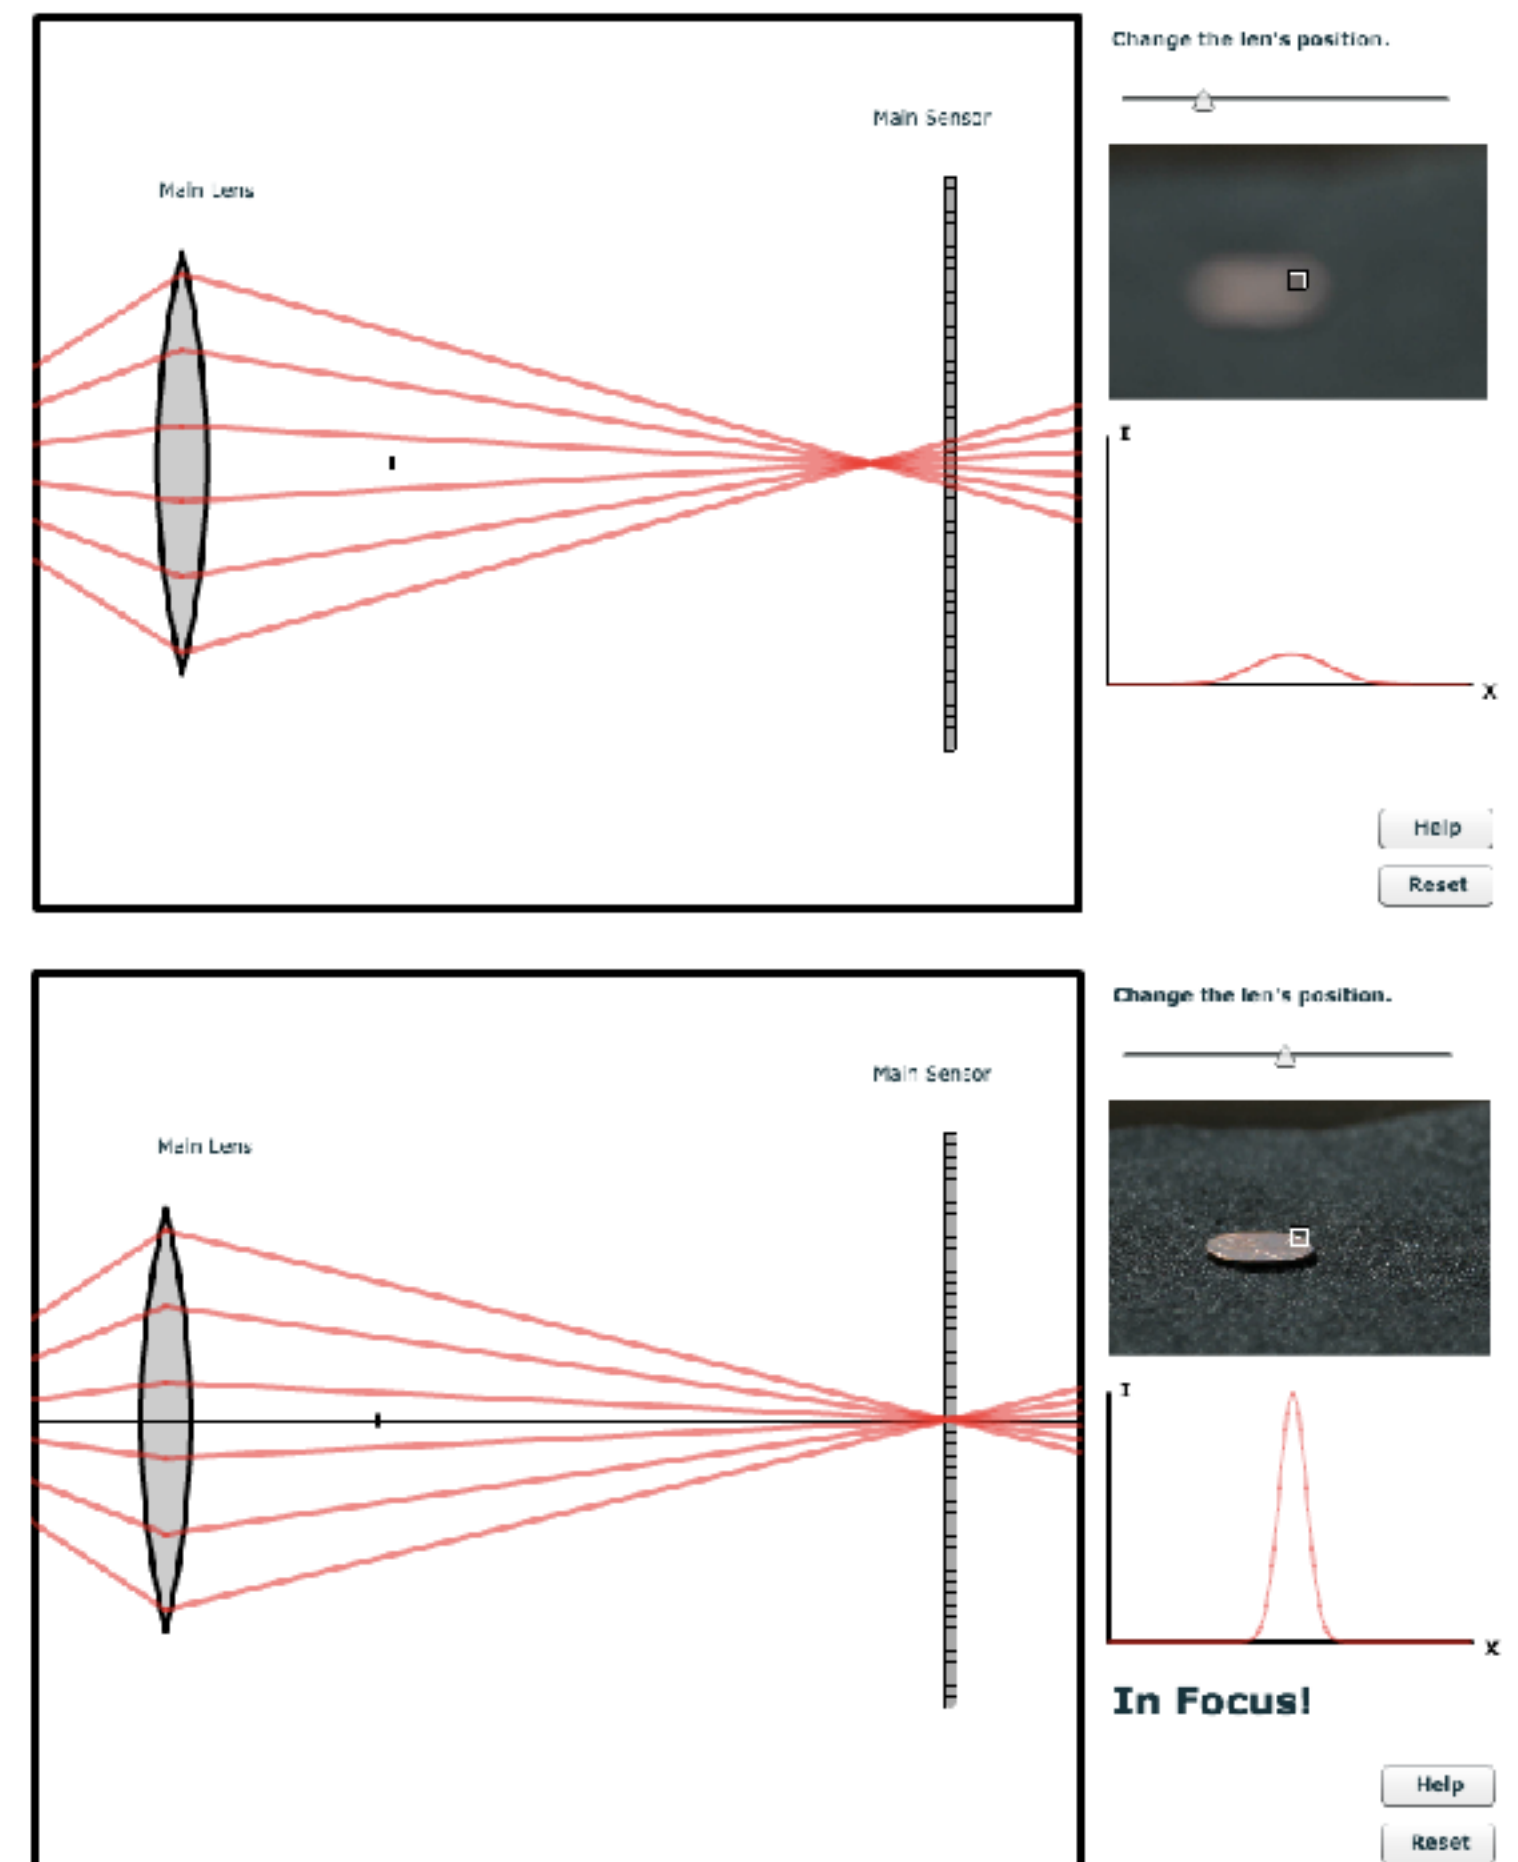 Change the len's position.
Main Sensor
Main Lens
I
X
Help
Reset
Change the len's position.
Main Sensor
Main Lens
I
X
In Focus!
Help
Reset